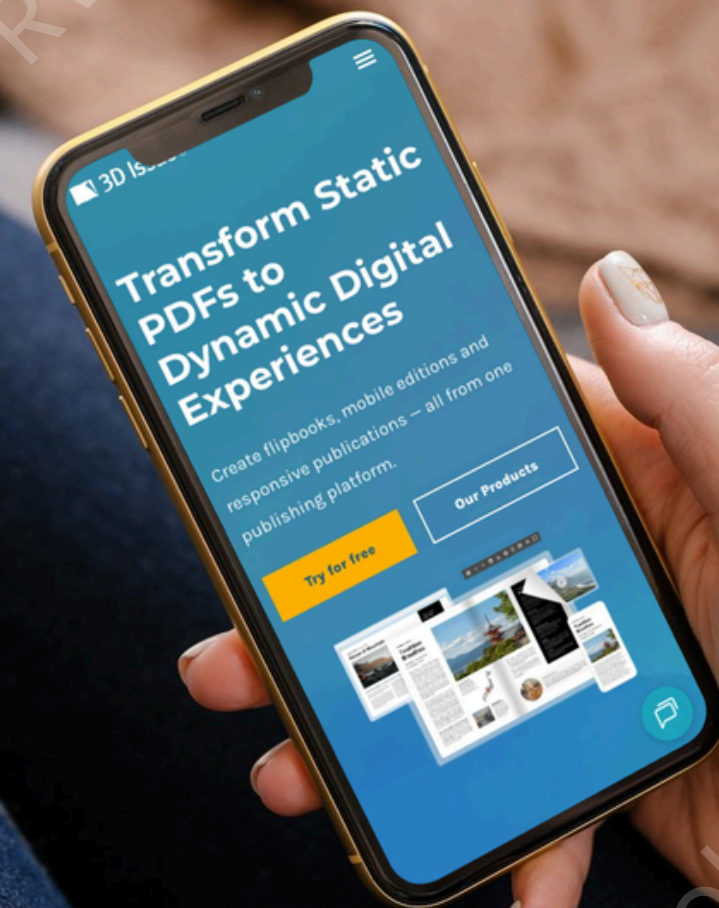 3D Issue
Transform Static
PDFs to
Dynamic Digital
Experiences
Create flipbooks, mobile editions and
responsive publications — all from one
publishing platform.
Try for free
Our Products